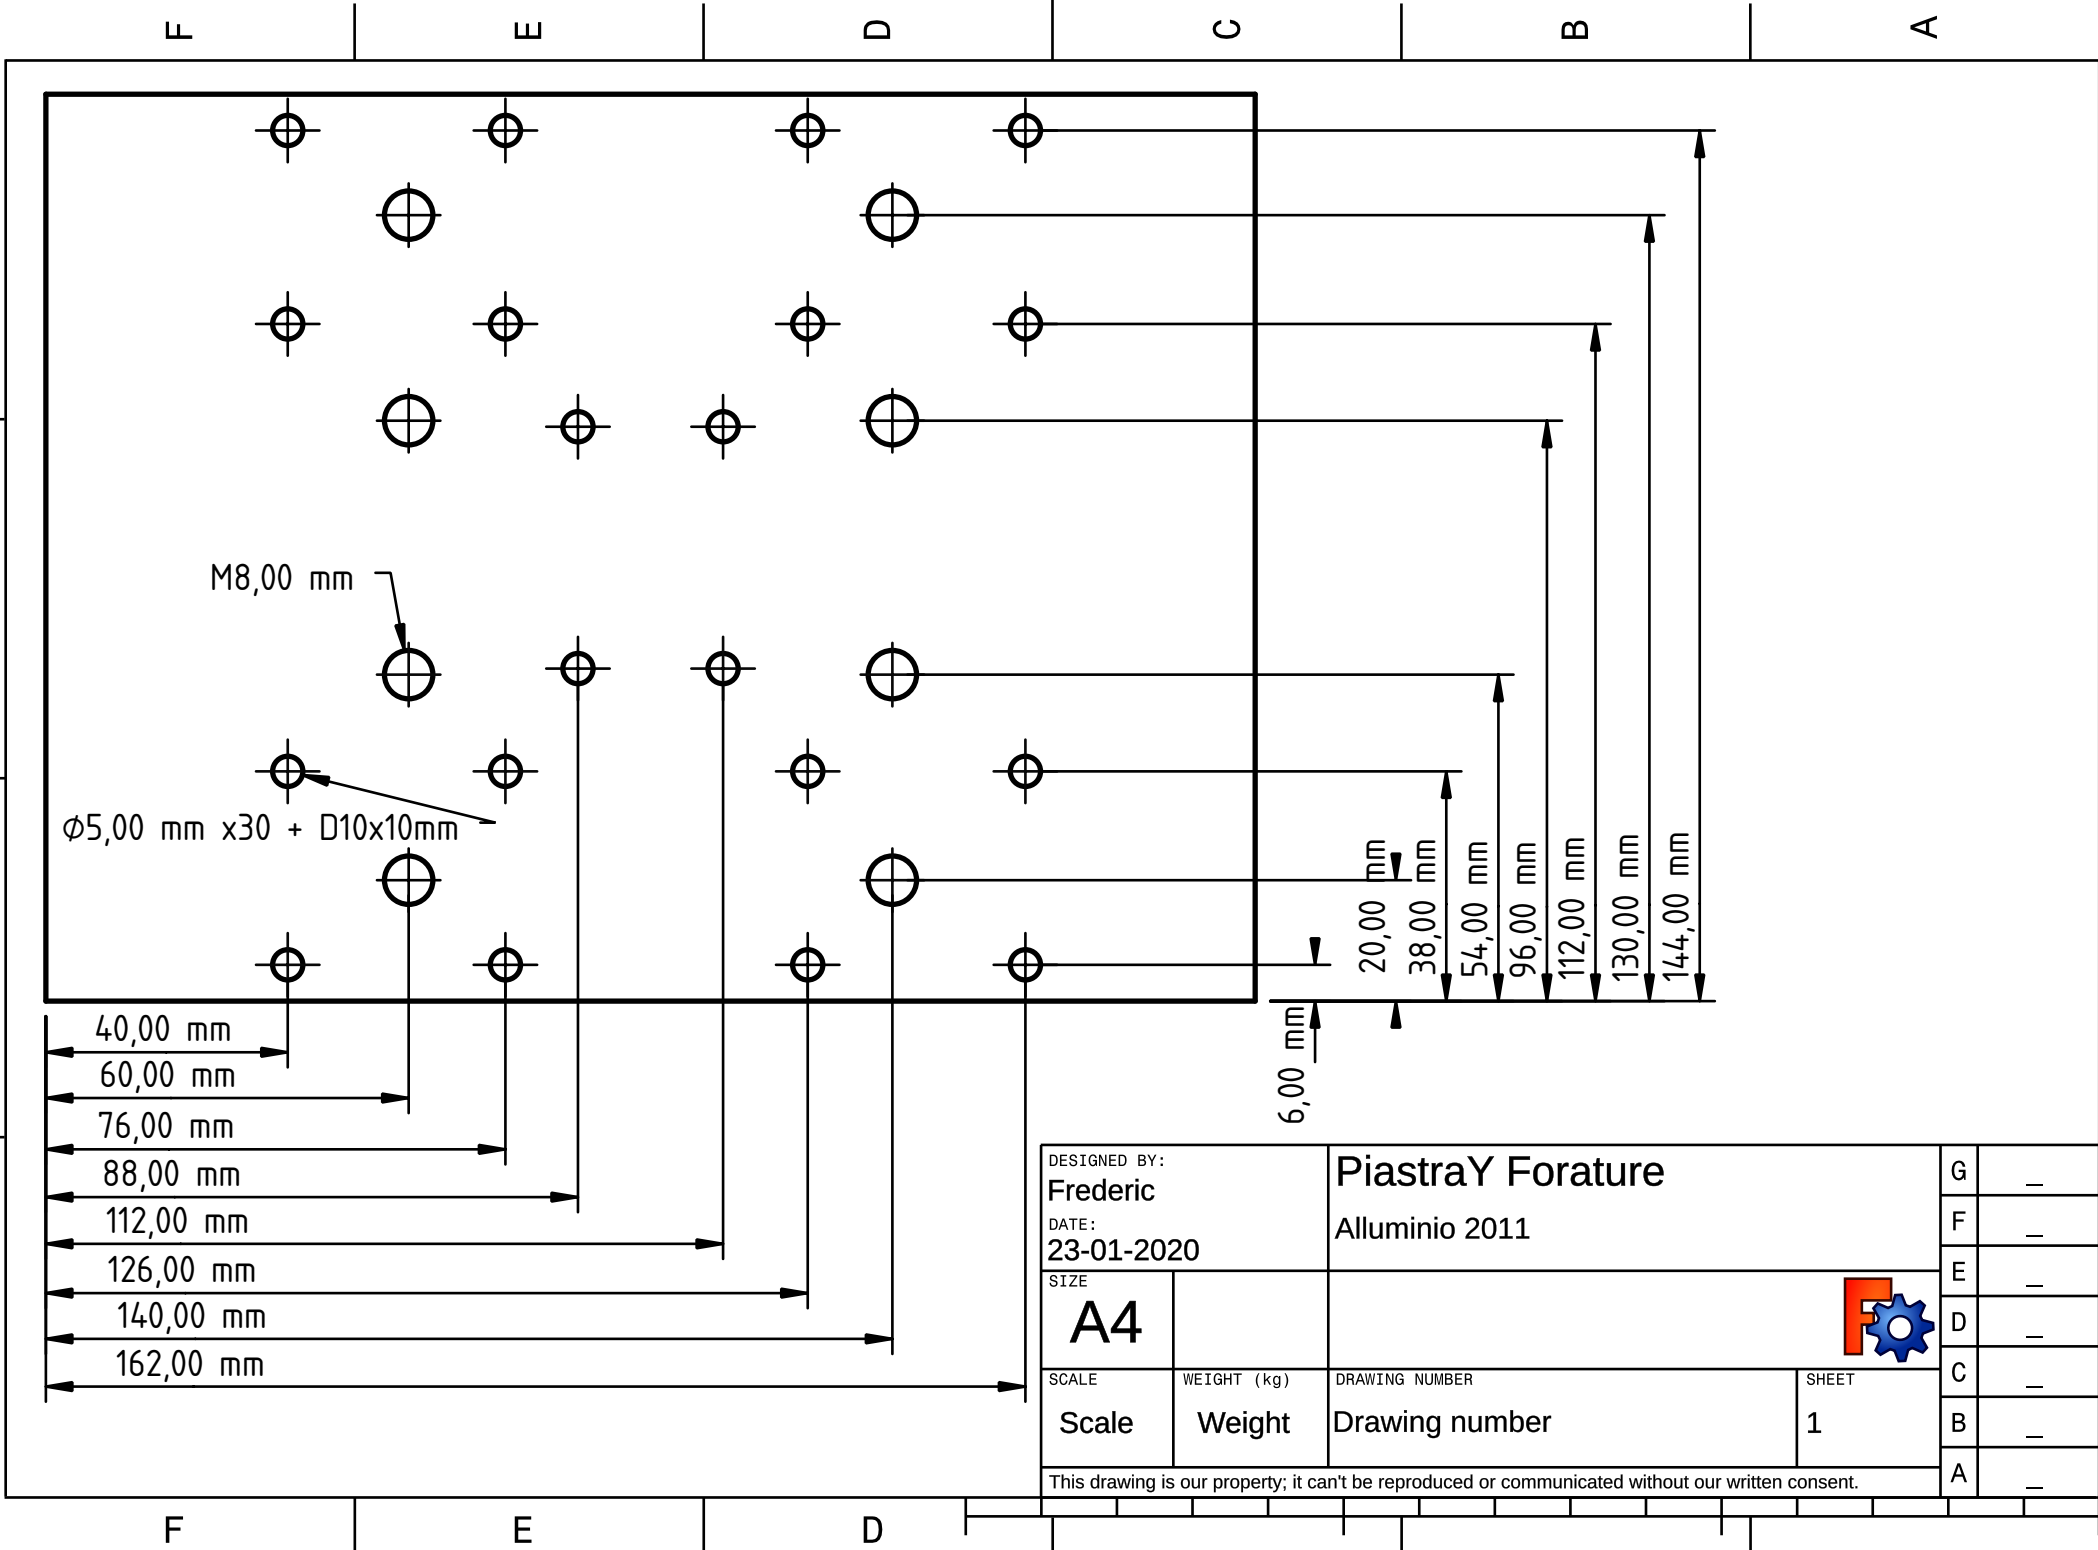 F E D C B A
M8,00 mm
Φ5,00 mm x30 + D10x10mm
20,00 mm
38,00 mm
54,00 mm
96,00 mm
112,00 mm
130,00 mm
144,00 mm
6,00 mm
40,00 mm
60,00 mm
76,00 mm
88,00 mm
112,00 mm
126,00 mm
140,00 mm
162,00 mm
DESIGNED BY:
Frederic
DATE:
23-01-2020
PiastraY Forature
Alluminio 2011
SIZE
A4
SCALE
Scale
WEIGHT (kg)
Weight
DRAWING NUMBER
Drawing number
SHEET
1
This drawing is our property; it can't be reproduced or communicated without our written consent.
G _
F _
E _
D _
C _
B _
A _
F E D